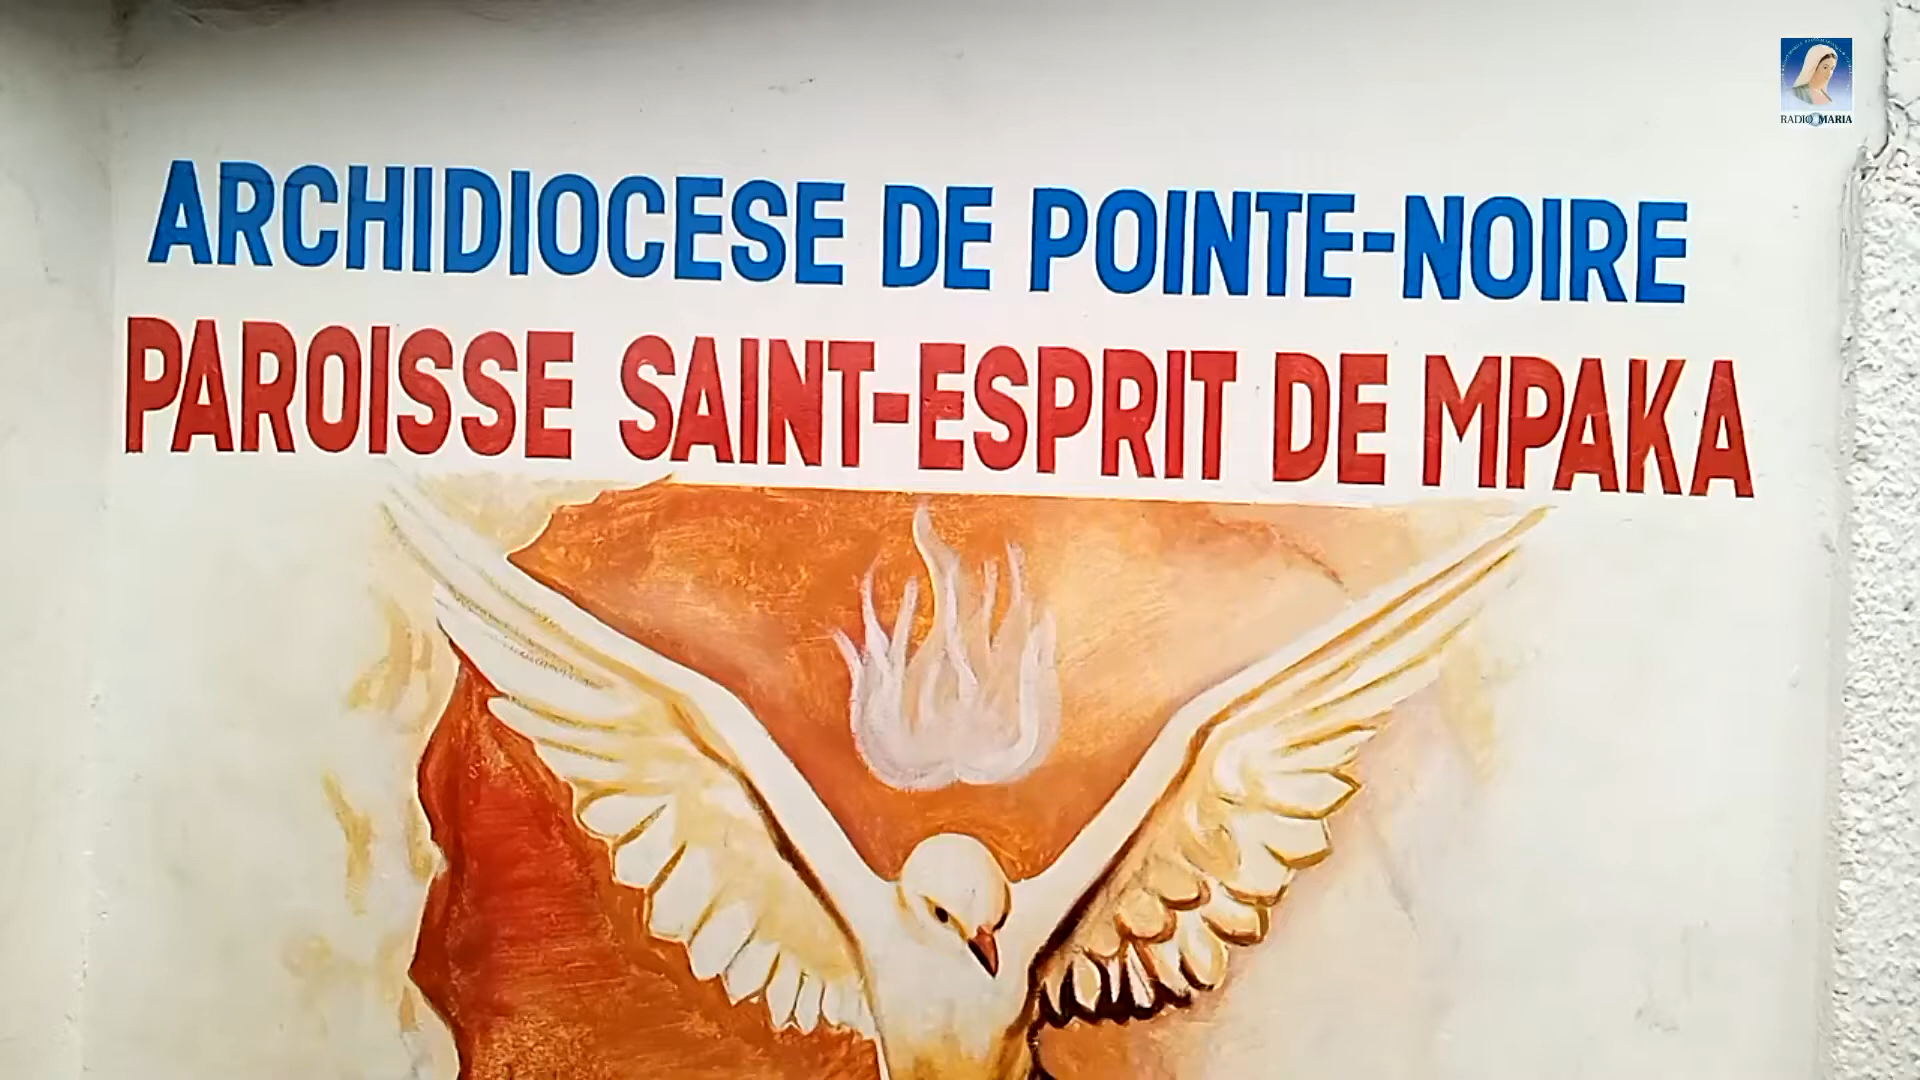 RADIO MARIA
ARCHIDIOCESE DE POINTE-NOIRE
PAROISSE SAINT-ESPRIT DE MPAKA